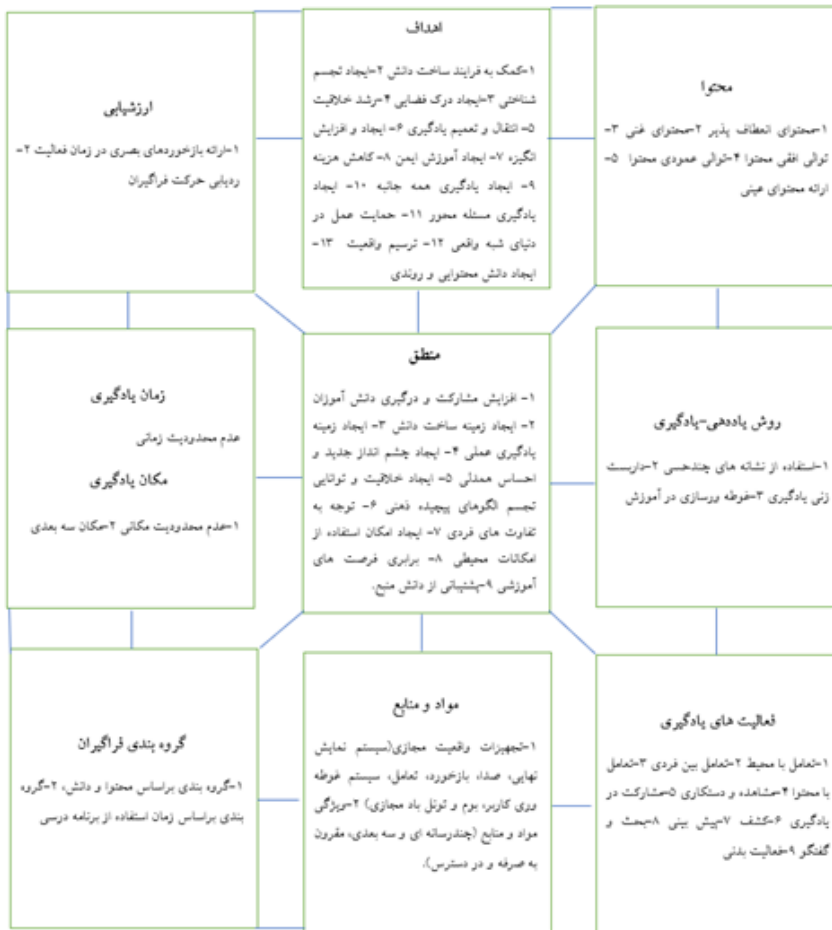 محتوا
۱-محتوای انعطاف پذیر ۲-محتوای غنی ۳-
توالی افقی محتوا ۴-توالی عمودی محتوا ۵-
ارائه محتوای عینی
اهداف
۱-کمک به فرایند ساخت دانش ۲-ایجاد تجسم
شناختی ۳-ایجاد درک فضایی ۴-رشد خلاقیت
۵- انتقال و تعمیم یادگیری ۶- ایجاد و افزایش
انگیزه ۷- ایجاد آموزش ایمن ۸- کاهش هزینه
۹- ایجاد یادگیری همه جانبه ۱۰- ایجاد
یادگیری مسئله محور ۱۱- حمایت عمل در
دنیای شبه واقعی ۱۲- ترسیم واقعیت ۱۳-
ایجاد دانش محتوایی و روندی
ارزشیابی
۱-ارائه بازخوردهای بصری در زمان فعالیت ۲-
ردیابی حرکت فراگیران
روش یاددهی-یادگیری
۱-استفاده از نشانه های چندحسی ۲-داربست
زنی یادگیری ۳-غوطه ورسازی در آموزش
منطق
۱- افزایش مشارکت و درگیری دانش آموزان
۲- ایجاد زمینه ساخت دانش ۳- ایجاد زمینه
یادگیری عملی ۴- ایجاد چشم انداز جدید و
احساس همدلی ۵- ایجاد خلاقیت و توانایی
تجسم الگوهای پیچیده ذهنی ۶- توجه به
تفاوت های فردی ۷- ایجاد امکان استفاده از
امکانات محیطی ۸- برابری فرصت های
آموزشی ۹-پشتیبانی از دانش منبع.
زمان یادگیری
عدم محدودیت زمانی
مکان یادگیری
۱-عدم محدودیت مکانی ۲-مکان سه بعدی
فعالیت های یادگیری
۱-تعامل با محیط ۲-تعامل بین فردی ۳-تعامل
با محتوا ۴-مشاهده و دستکاری ۵-مشارکت در
یادگیری ۶-کشف ۷-پیش بینی ۸-بحث و
گفتگو ۹-فعالیت بدنی
مواد و منابع
۱-تجهیزات واقعیت مجازی(سیستم نمایش
نهایی، صدا، بازخورد، تعامل، سیستم غوطه
وری کاربر، بوم و تونل باد مجازی) ۲-ویژگی
مواد و منابع (چندرسانه ای و سه بعدی، مقرون
به صرفه و در دسترس).
گروه بندی فراگیران
۱-گروه بندی براساس محتوا و دانش، ۲-گروه
بندی براساس زمان استفاده از برنامه درسی